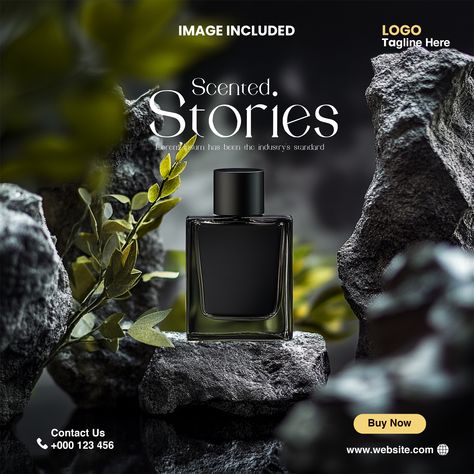 IMAGE INCLUDED
LOGO
Tagline Here
Scented
Stories
Lorem Ipsum has been the industry's standard
Buy Now
Contact Us
+000 123 456
www.website.com